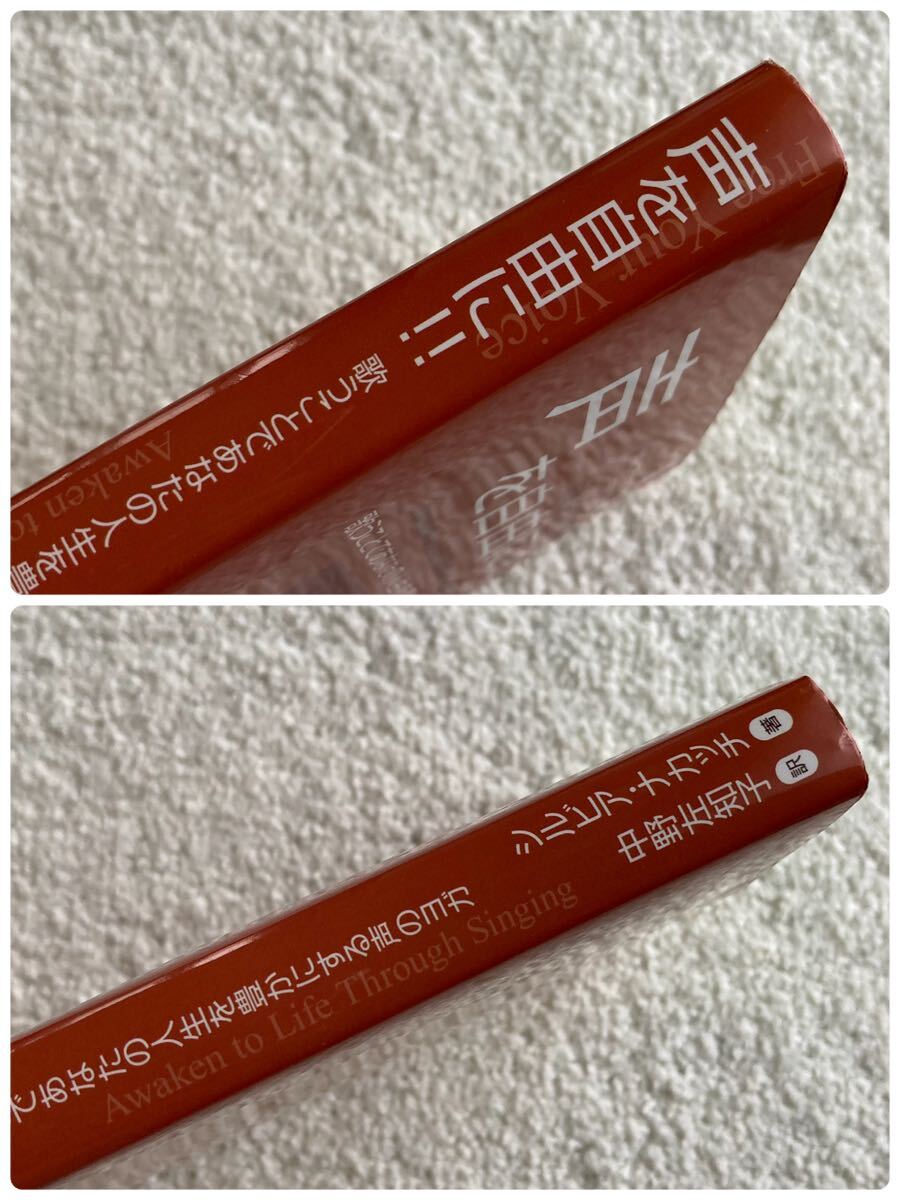 声を自由に!
Free Your Voice
歌うことであなたの人生を豊
Awaken to
であなたの人生を豊かにする声のヨガ
Awaken to Life Through Singing
シルビア・ナカッチ 著
中野左知子 訳